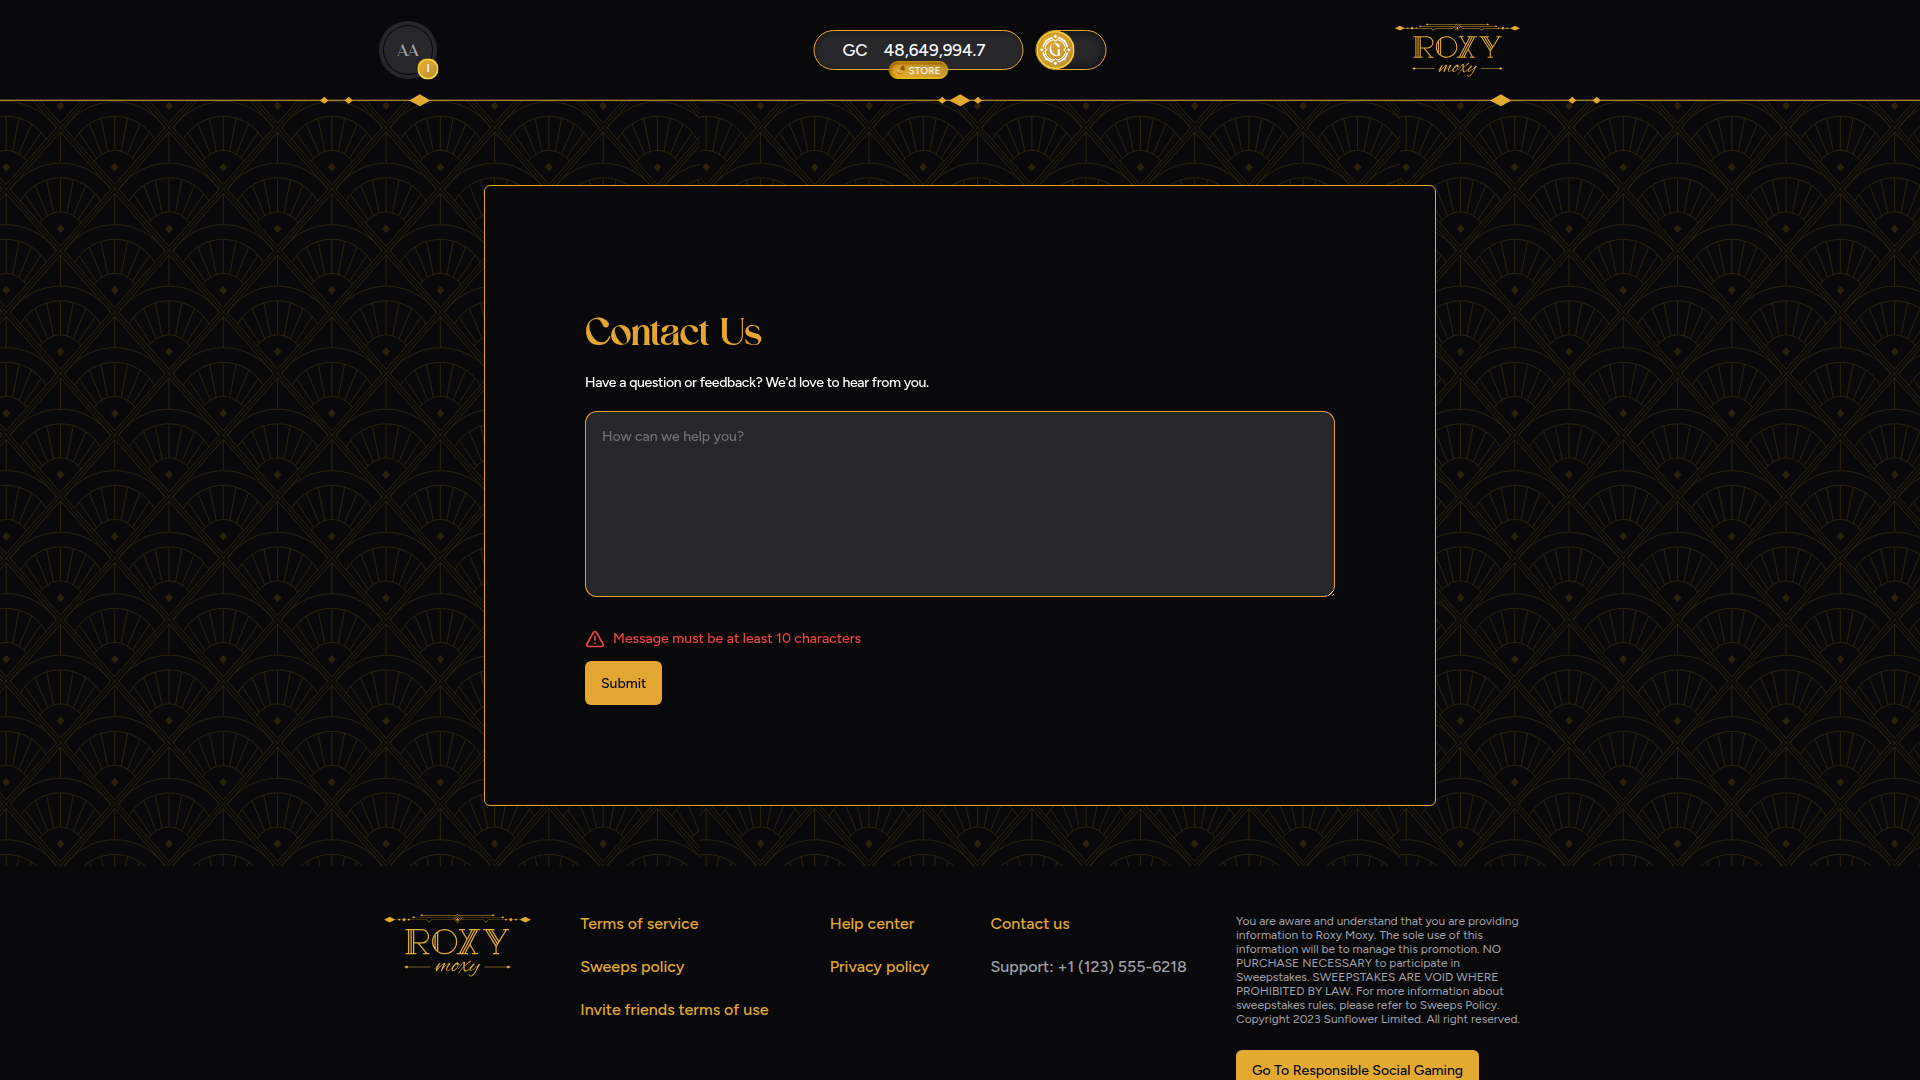 AA
I
GC 48,649,994.7
STORE
G
ROXY
moxy
Contact Us
Have a question or feedback? We'd love to hear from you.
How can we help you?
Message must be at least 10 characters
Submit
ROXY
moxy
Terms of service
Sweeps policy
Invite friends terms of use
Help center
Privacy policy
Contact us
Support: +1 (123) 555-6218
You are aware and understand that you are providing
information to Roxy Moxy. The sole use of this
information will be to manage this promotion. NO
PURCHASE NECESSARY to participate in
Sweepstakes. SWEEPSTAKES ARE VOID WHERE
PROHIBITED BY LAW. For more information about
sweepstakes rules, please refer to Sweeps Policy.
Copyright 2023 Sunflower Limited. All right reserved.
Go To Responsible Social Gaming